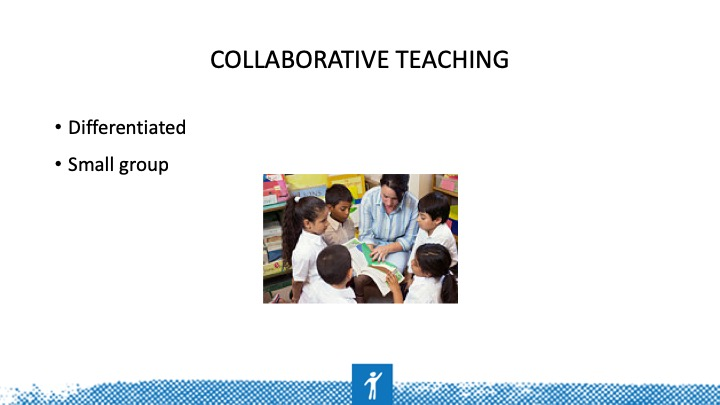 COLLABORATIVE TEACHING
• Differentiated
• Small group